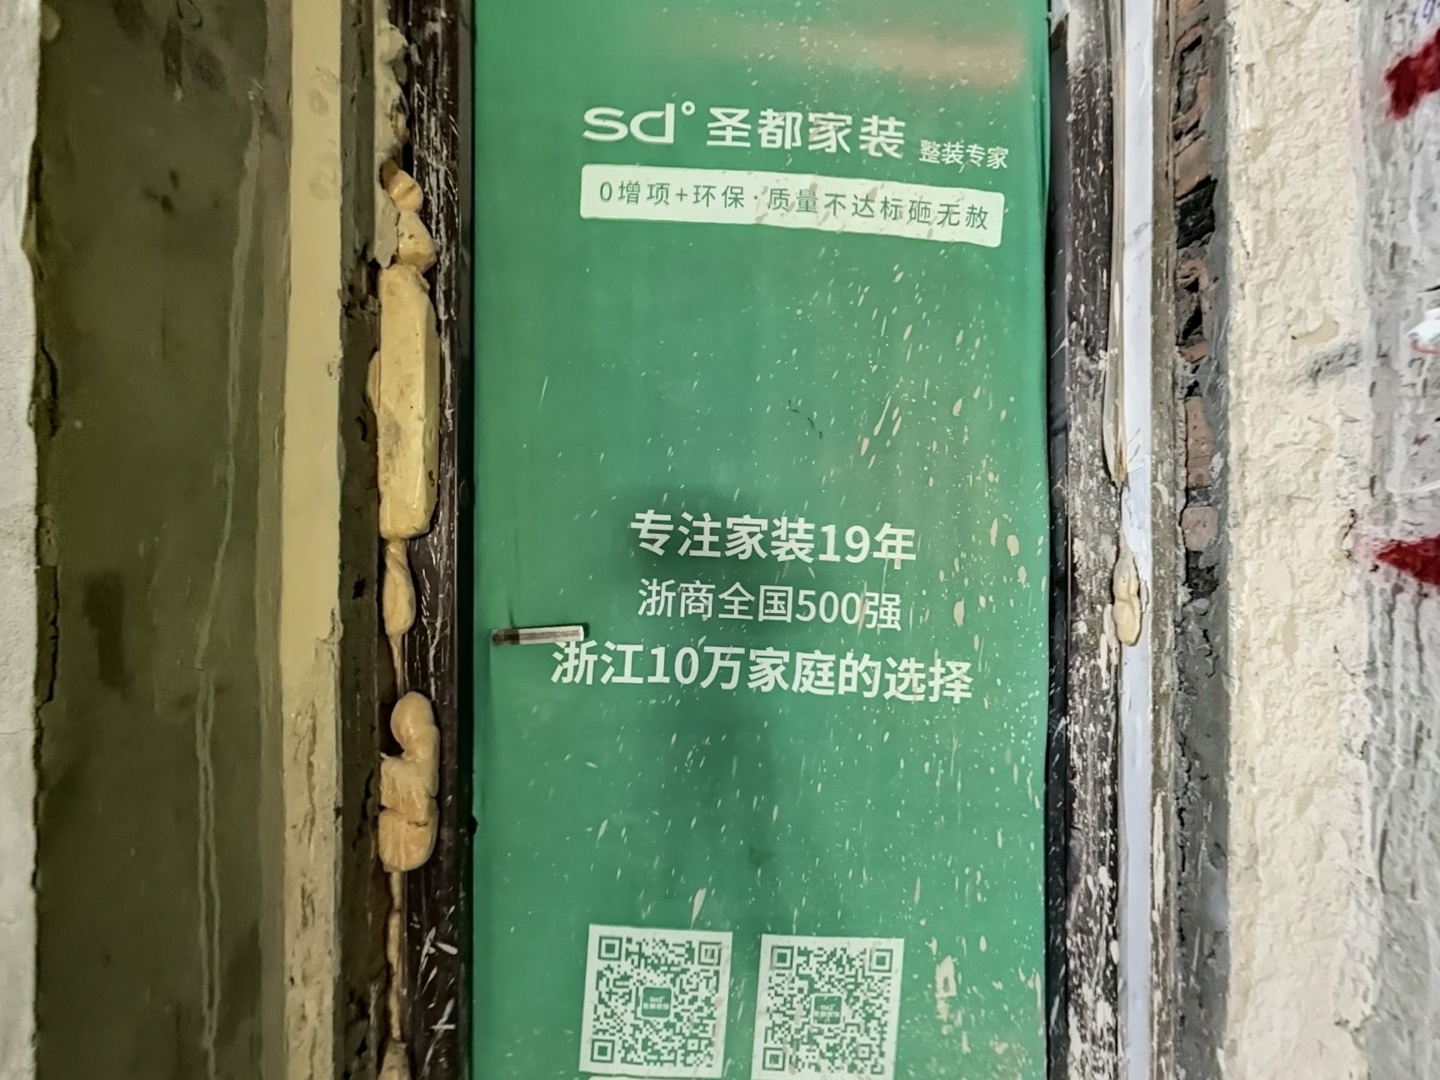 sd°圣都家装 整装专家
0增项+环保·质量不达标砸无赦
专注家装19年
浙商全国500强
浙江10万家庭的选择